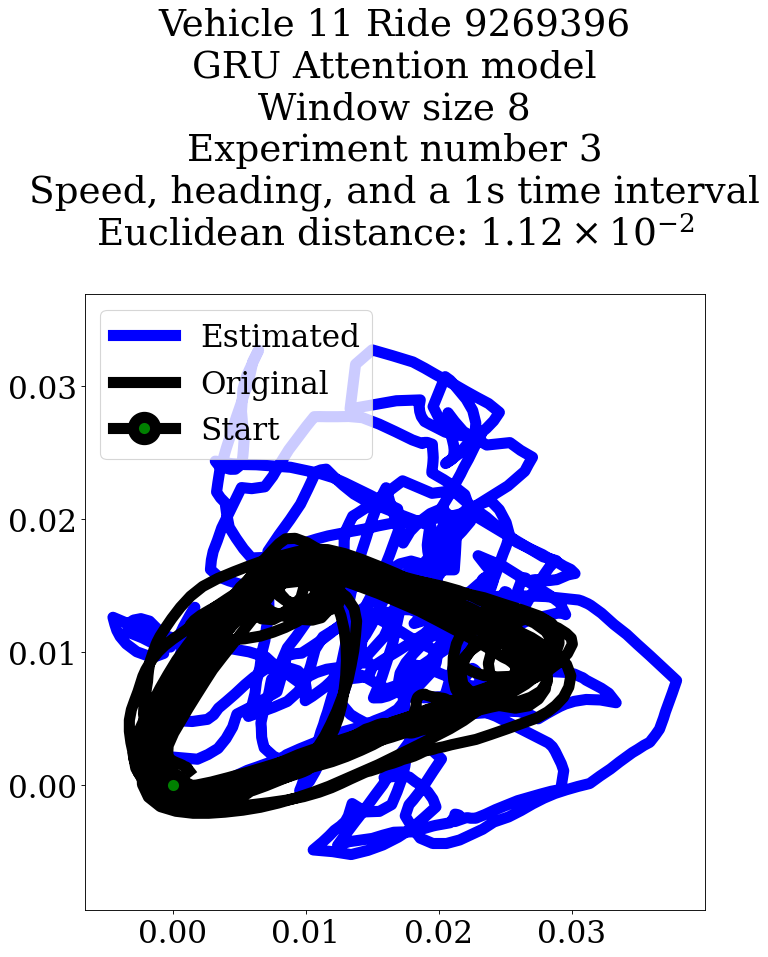 Vehicle 11 Ride 9269396
GRU Attention model
Window size 8
Experiment number 3
Speed, heading, and a 1s time interval
Euclidean distance: 1.12 × 10⁻²
Estimated
Original
Start
0.03
0.02
0.01
0.00
0.00 0.01 0.02 0.03